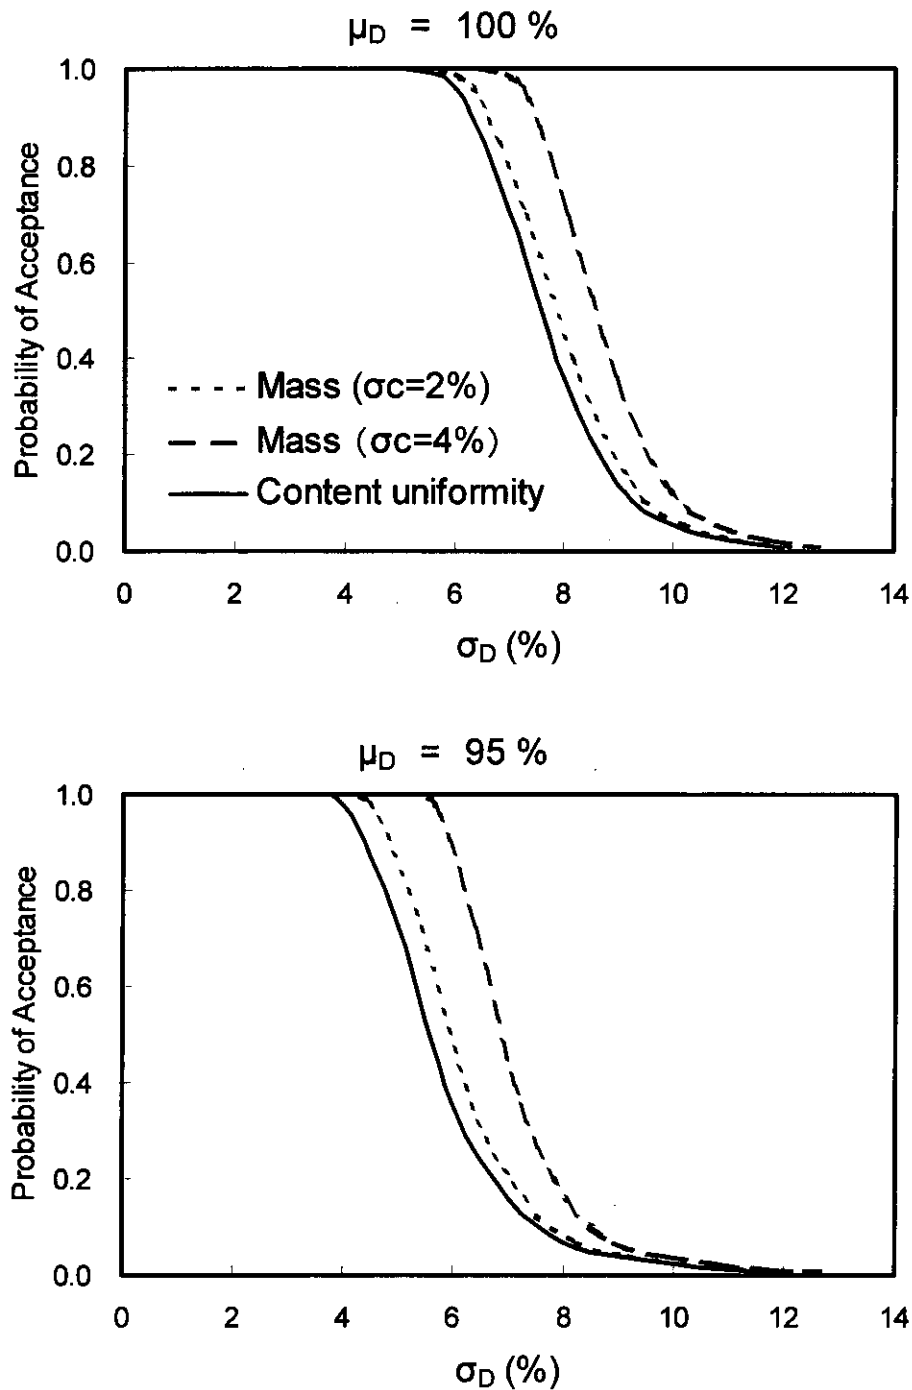 μD = 100 %
1.0
0.8
0.6
0.4
0.2
0.0
Probability of Acceptance
Mass (σc=2%)
Mass (σc=4%)
Content uniformity
0 2 4 6 8 10 12 14
σD (%)
μD = 95 %
1.0
0.8
0.6
0.4
0.2
0.0
Probability of Acceptance
0 2 4 6 8 10 12 14
σD (%)